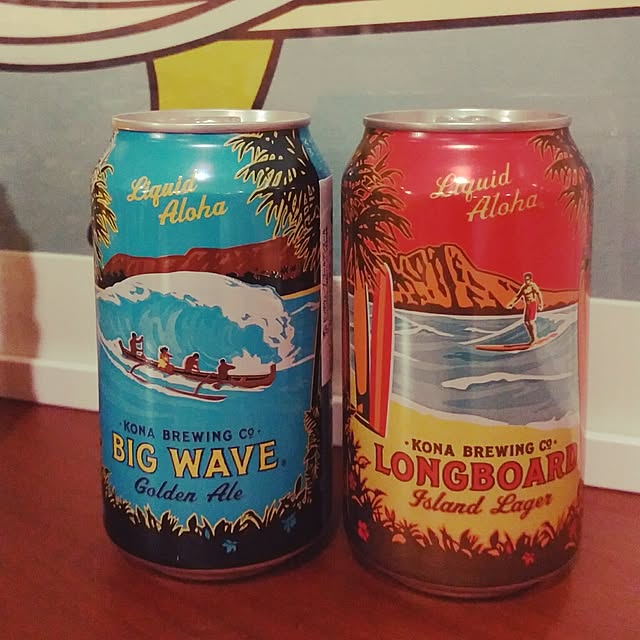 Liquid
Aloha
· KONA BREWING Cº ·
BIG WAVE®
Golden Ale
Liquid
Aloha
· KONA BREWING Cº ·
LONGBOARD
Island Lager